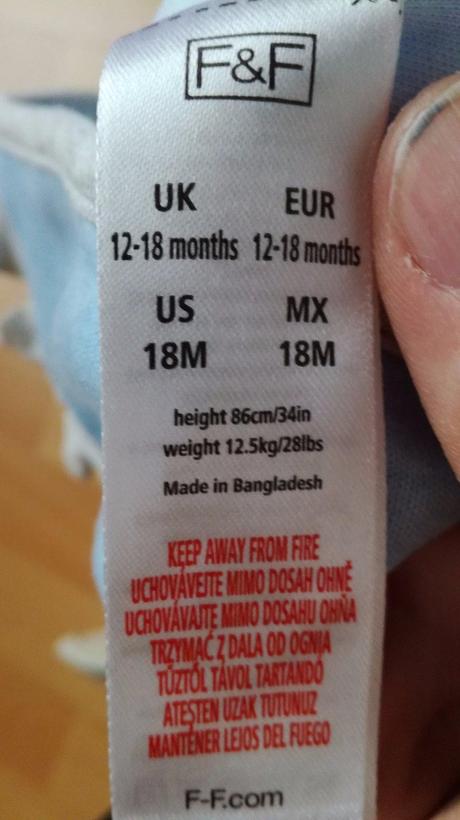 F&F
UK EUR
12-18 months 12-18 months
US MX
18M 18M
height 86cm/34in
weight 12.5kg/28lbs
Made in Bangladesh
KEEP AWAY FROM FIRE
UCHOVÁVEJTE MIMO DOSAH OHNĚ
UCHOVÁVAJTE MIMO DOSAHU OHŇA
TRZYMAĆ Z DALA OD OGNIA
TŰZTŐL TÁVOL TARTANDÓ
ATEŞTEN UZAK TUTUNUZ
MANTENER LEJOS DEL FUEGO
F-F.com